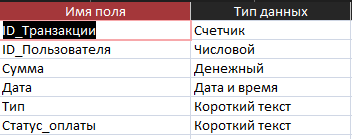 Имя поля Тип данных
ID_Транзакции Счетчик
ID_Пользователя Числовой
Сумма Денежный
Дата Дата и время
Тип Короткий текст
Статус_оплаты Короткий текст